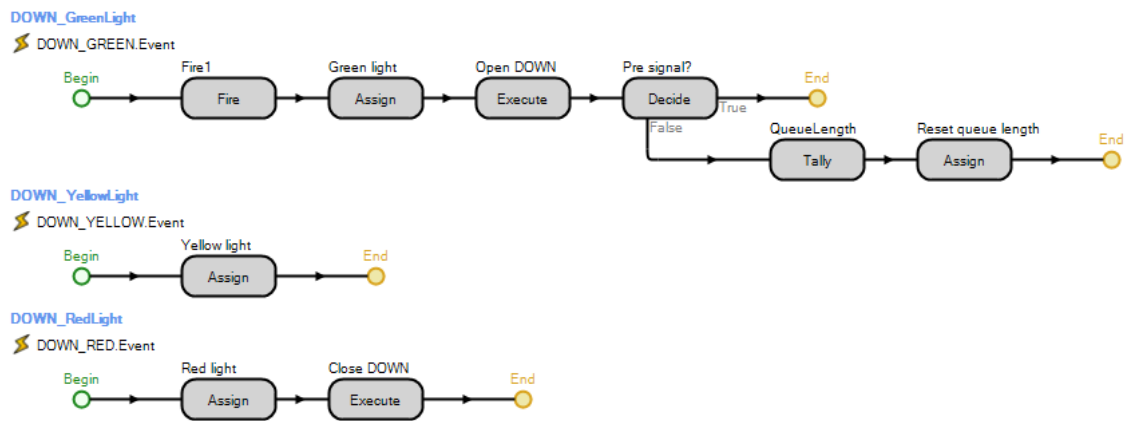 DOWN_GreenLight
DOWN_GREEN.Event
Begin
Fire1
Fire
Green light
Assign
Open DOWN
Execute
Pre signal?
Decide
True
End
False
QueueLength
Tally
Reset queue length
Assign
End
DOWN_YellowLight
DOWN_YELLOW.Event
Begin
Yellow light
Assign
End
DOWN_RedLight
DOWN_RED.Event
Begin
Red light
Assign
Close DOWN
Execute
End